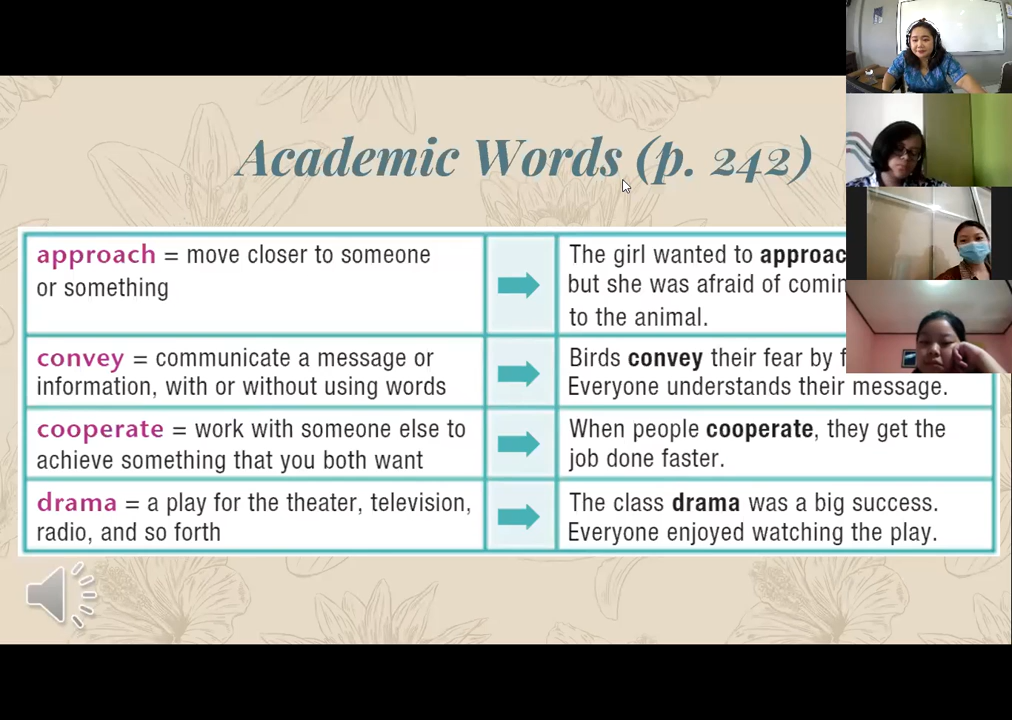 Academic Words (p. 242)
approach = move closer to someone
or something
The girl wanted to approac
but she was afraid of comin
to the animal.
convey = communicate a message or
information, with or without using words
Birds convey their fear by f
Everyone understands their message.
cooperate = work with someone else to
achieve something that you both want
When people cooperate, they get the
job done faster.
drama = a play for the theater, television,
radio, and so forth
The class drama was a big success.
Everyone enjoyed watching the play.